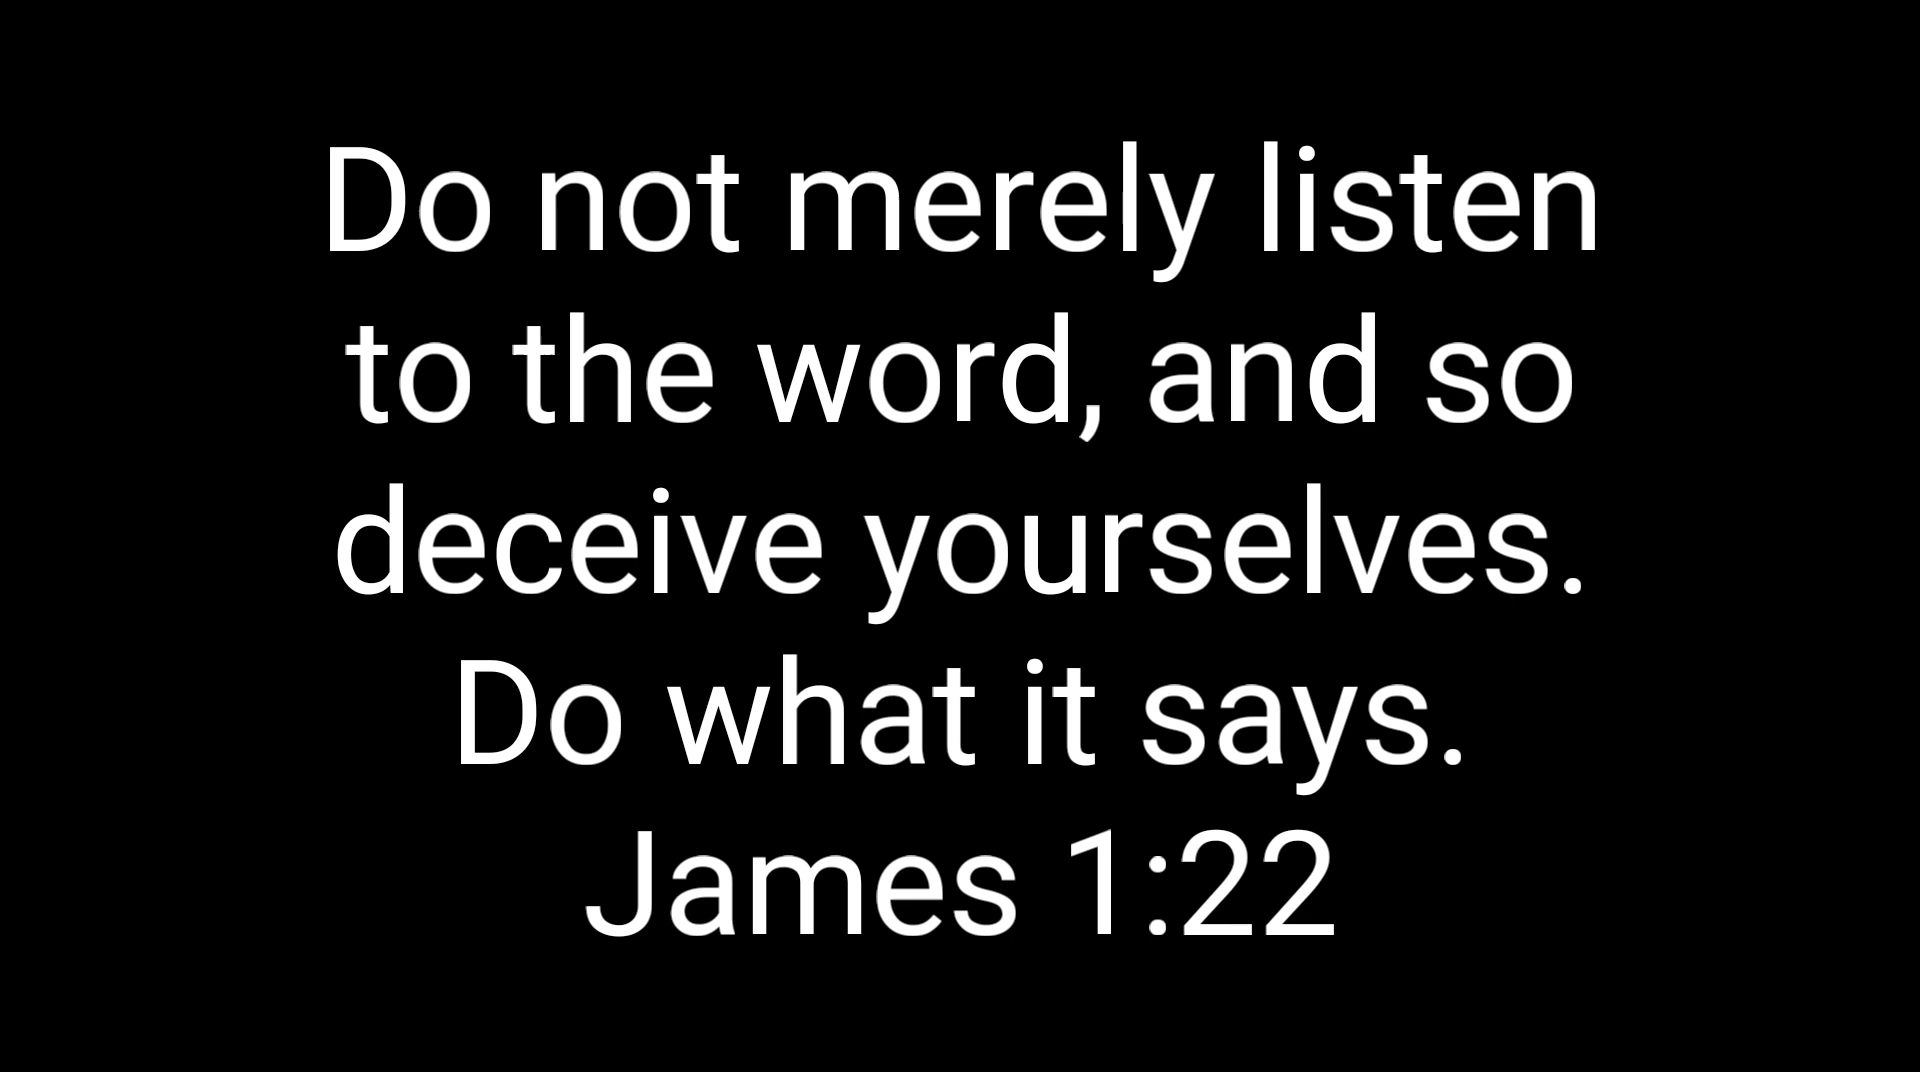 Do not merely listen
to the word, and so
deceive yourselves.
Do what it says.
James 1:22